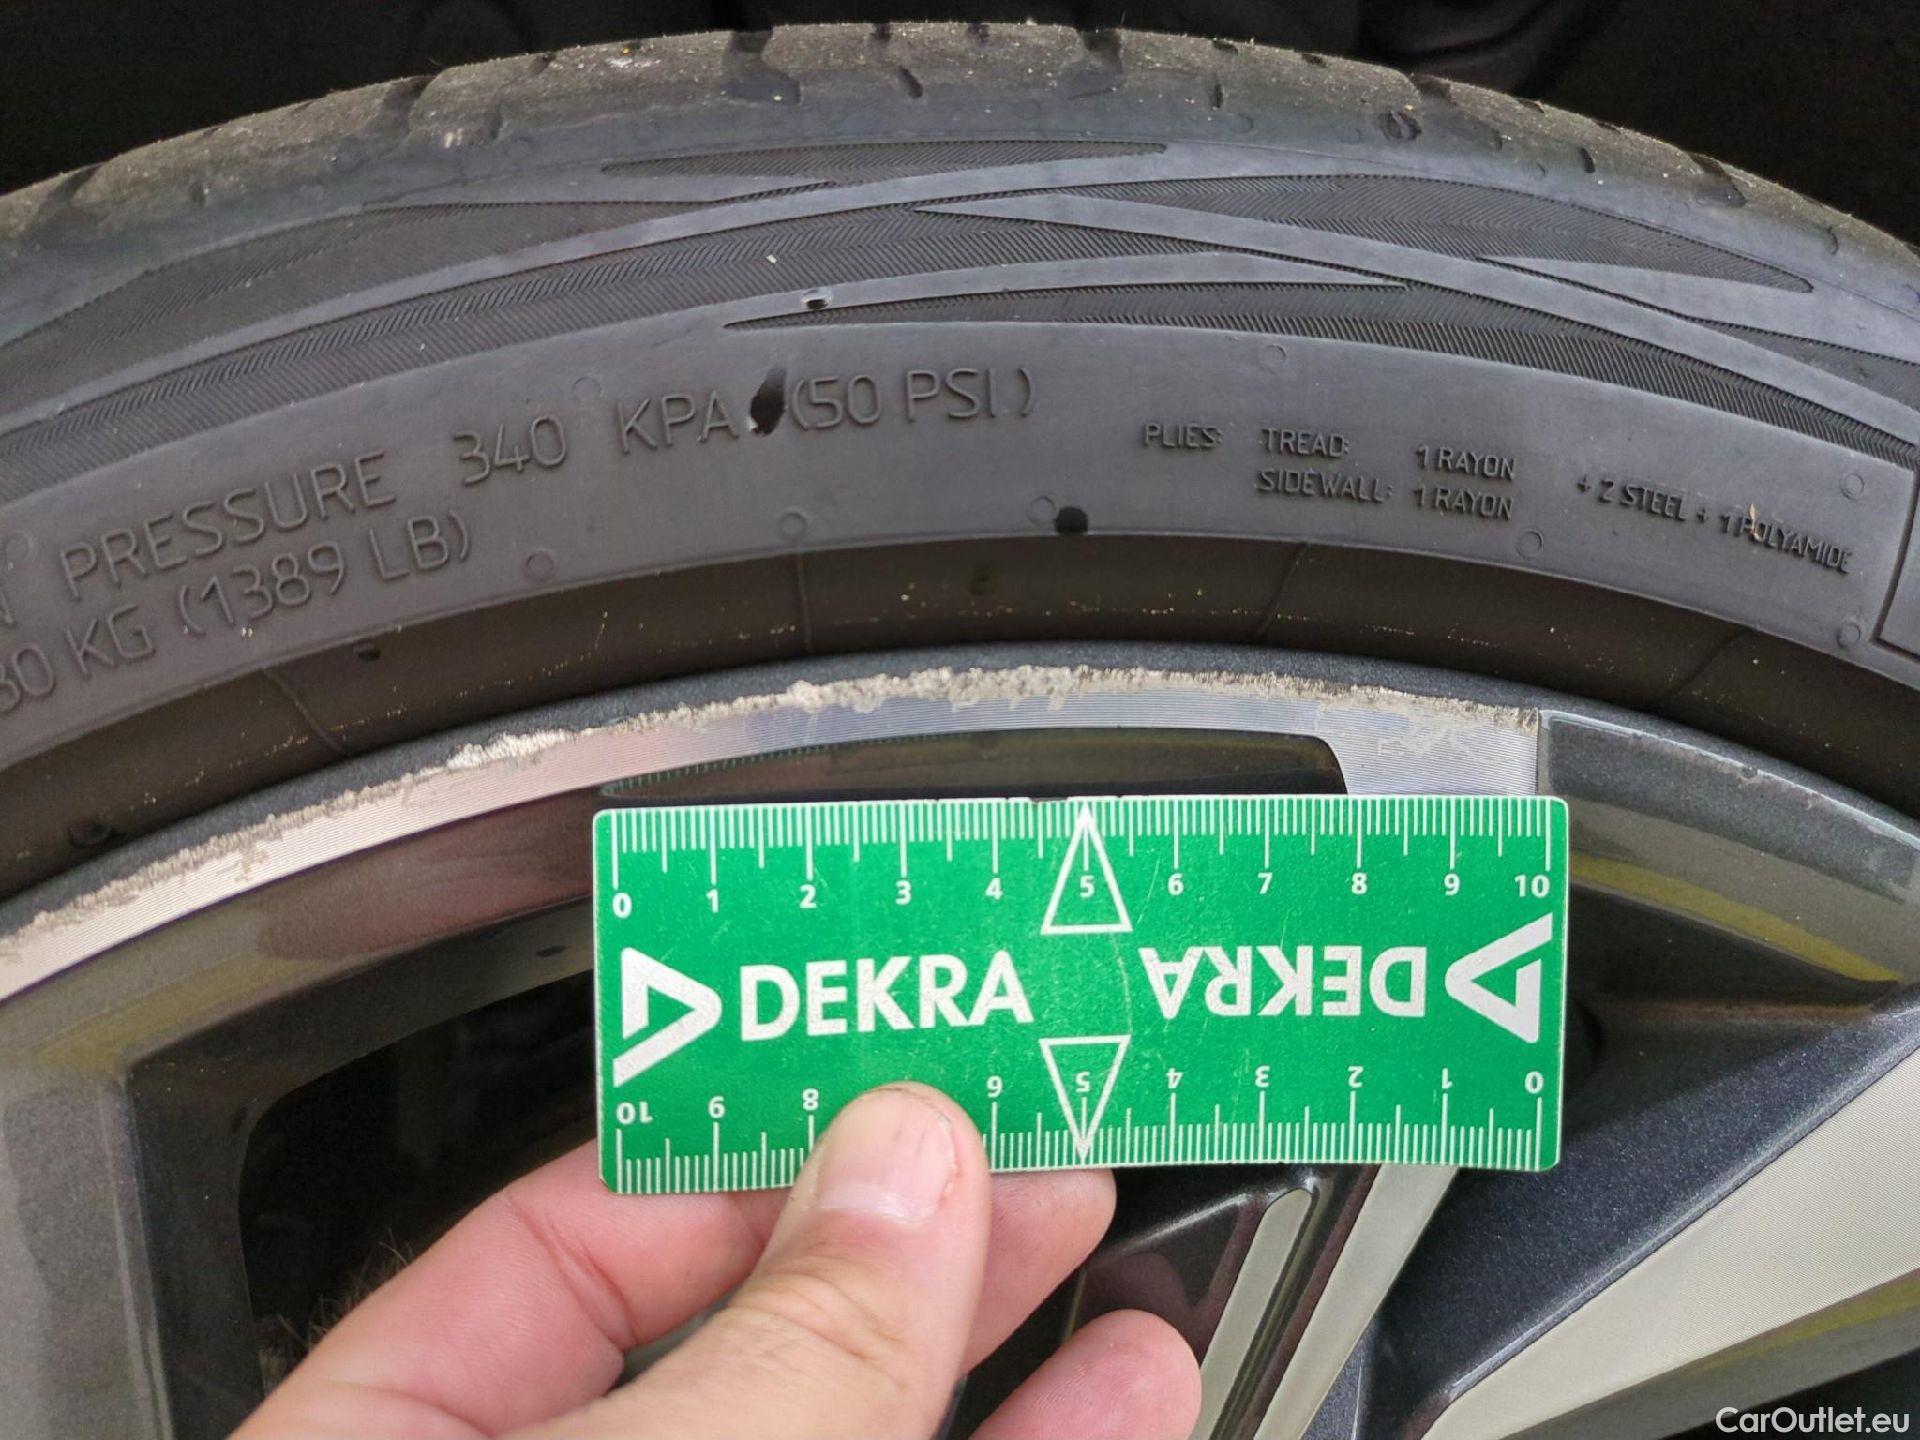 PRESSURE 340 KPA (50 PSI)
KG (1389 LB)
PLIES: TREAD: 1 RAYON + 2 STEEL + 1 POLYAMIDE
SIDEWALL: 1 RAYON
0 1 2 3 4 5 6 7 8 9 10
DEKRA DEKRA
10 9 8 6 5 4 3 2 1 0
CarOutlet.eu